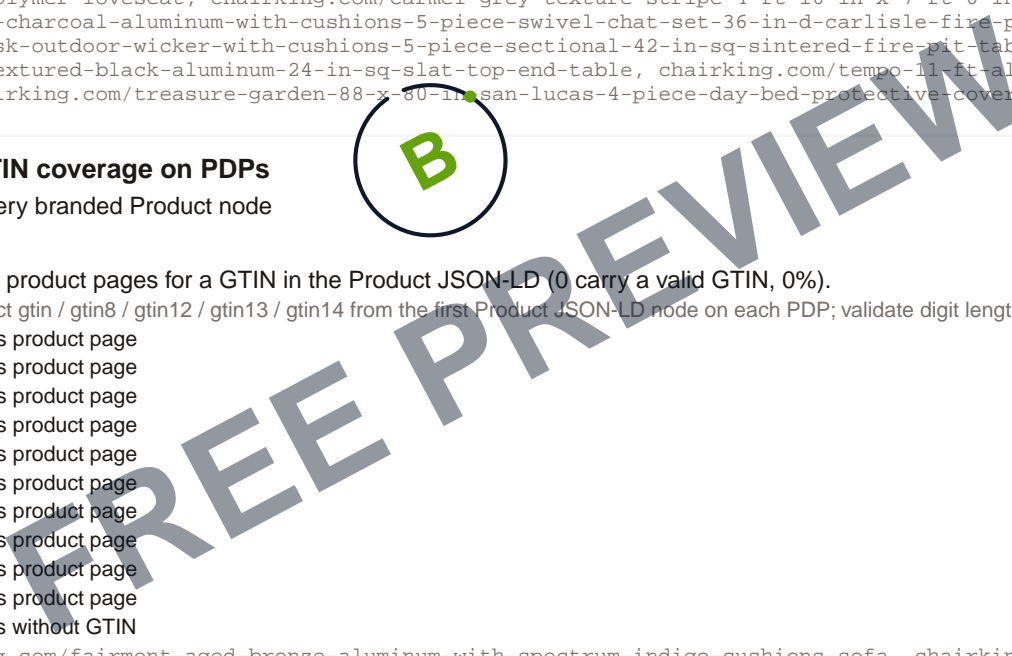 -charcoal-aluminum-with-cushions-5-piece-swivel-chat-set-36-in-d-carlisle-fire-p
sk-outdoor-wicker-with-cushions-5-piece-sectional-42-in-sq-sintered-fire-pit-tab
extured-black-aluminum-24-in-sq-slat-top-end-table, chairking.com/tempo-11-ft-al
irking.com/treasure-garden-88-x-80-in-san-lucas-4-piece-day-bed-protective-cover
TIN coverage on PDPs
B
ery branded Product node
product pages for a GTIN in the Product JSON-LD (0 carry a valid GTIN, 0%).
ct gtin / gtin8 / gtin12 / gtin13 / gtin14 from the first Product JSON-LD node on each PDP; validate digit lengt
s product page
s product page
s product page
s product page
s product page
s product page
s product page
s product page
s product page
s product page
s without GTIN
FREE PREVIEW